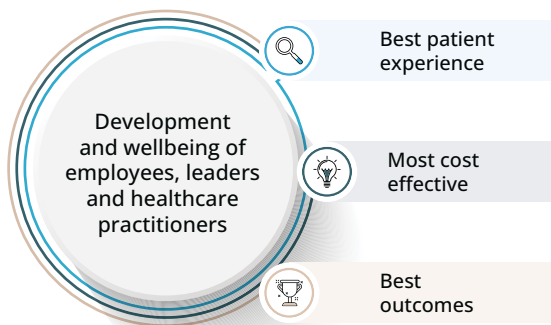 Development
and wellbeing of
employees, leaders
and healthcare
practitioners
Best patient
experience
Most cost
effective
Best
outcomes